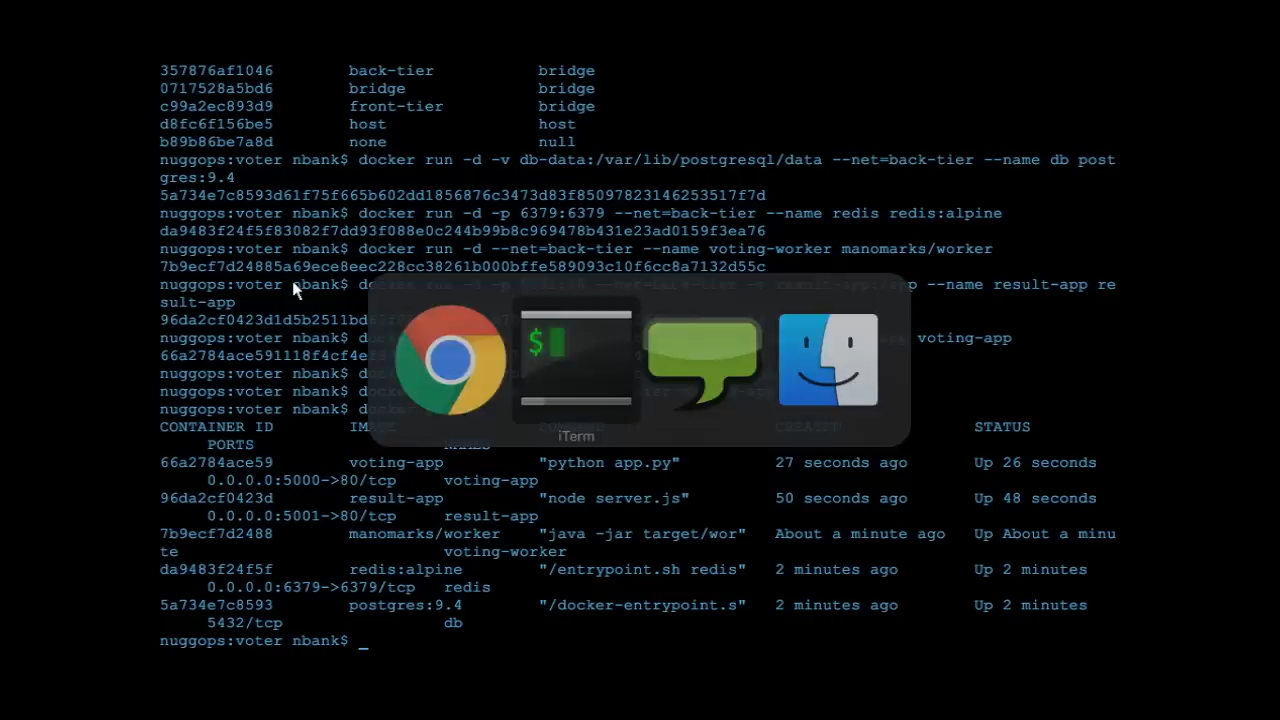 357876af1046        back-tier           bridge
0717528a5bd6        bridge              bridge
c99a2ec893d9        front-tier          bridge
d8fc6f156be5        host                host
b89b86be7a8d        none                null
nuggops:voter nbank$ docker run -d -v db-data:/var/lib/postgresql/data --net=back-tier --name db post
gres:9.4
5a734e7c8593d61f75f665b602dd1856876c3473d83f85097823146253517f7d
nuggops:voter nbank$ docker run -d -p 6379:6379 --net=back-tier --name redis redis:alpine
da9483f24f5f83082f7dd93f088e0c244b99b8c969478b431e23ad0159f3ea76
nuggops:voter nbank$ docker run -d --net=back-tier --name voting-worker manomarks/worker
7b9ecf7d24885a69ece8eec228cc38261b000bffe589093c10f6cc8a7132d55c
nuggops:voter nbank$ docker run -d -p --name result-app re
sult-app
96da2cf0423d1d5b2511bd
nuggops:voter nbank$ voting-app
66a2784ace591118f4cf4ef
nuggops:voter nbank$
nuggops:voter nbank$
nuggops:voter nbank$
CONTAINER ID        IMAGE               COMMAND                  CREATED              STATUS
PORTS                    NAMES
66a2784ace59        voting-app          "python app.py"          27 seconds ago       Up 26 seconds
0.0.0.0:5000->80/tcp     voting-app
96da2cf0423d        result-app          "node server.js"         50 seconds ago       Up 48 seconds
0.0.0.0:5001->80/tcp     result-app
7b9ecf7d2488        manomarks/worker    "java -jar target/wor"   About a minute ago   Up About a minu
te                            voting-worker
da9483f24f5f        redis:alpine        "/entrypoint.sh redis"   2 minutes ago        Up 2 minutes
0.0.0.0:6379->6379/tcp   redis
5a734e7c8593        postgres:9.4        "/docker-entrypoint.s"   2 minutes ago        Up 2 minutes
5432/tcp                 db
nuggops:voter nbank$ _
$
iTerm